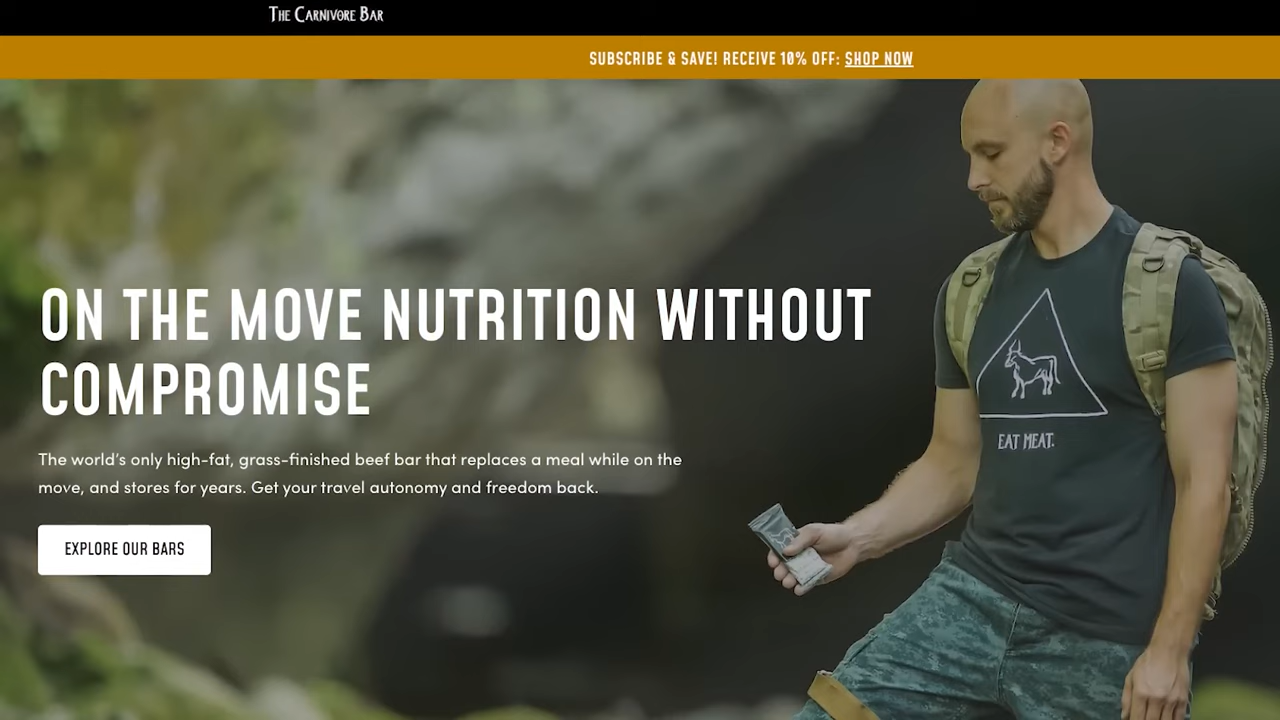 The Carnivore Bar
SUBSCRIBE & SAVE! RECEIVE 10% OFF: SHOP NOW
ON THE MOVE NUTRITION WITHOUT
COMPROMISE
The world's only high-fat, grass-finished beef bar that replaces a meal while on the
move, and stores for years. Get your travel autonomy and freedom back.
EXPLORE OUR BARS
EAT MEAT.